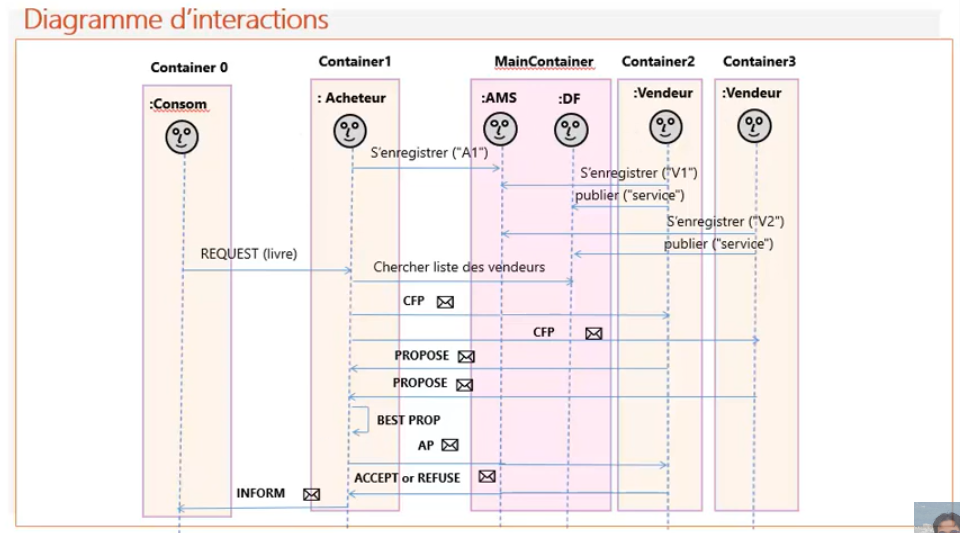 Diagramme d'interactions
Container 0
Container1
MainContainer
Container2
Container3
:Consom
: Acheteur
:AMS
:DF
:Vendeur
:Vendeur
S'enregistrer ("A1")
S'enregistrer ("V1")
publier ("service")
S'enregistrer ("V2")
publier ("service")
REQUEST (livre)
Chercher liste des vendeurs
CFP
CFP
PROPOSE
PROPOSE
BEST PROP
AP
ACCEPT or REFUSE
INFORM